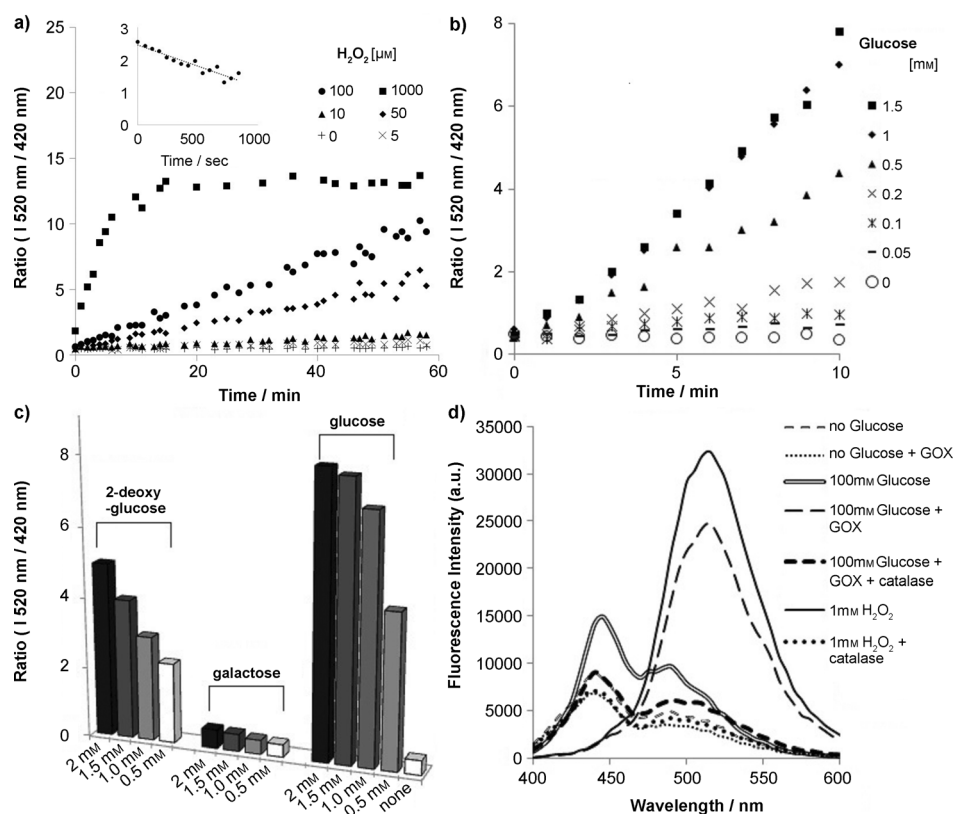 a)
3
2
1
0
0 500 1000
Time / sec
H₂O₂ [µM]
100 1000
10 50
0 5
25
20
15
10
5
0
0 20 40 60
Ratio ( I 520 nm / 420 nm)
Time / min
b)
Glucose
[mM]
1.5
1
0.5
0.2
0.1
0.05
0
8
6
4
2
0
0 5 10
Ratio ( I 520 nm / 420 nm)
Time / min
c)
8
6
4
2
0
Ratio ( I 520 nm / 420 nm)
2-deoxy
-glucose
galactose
glucose
2 mM
1.5 mM
1.0 mM
0.5 mM
2 mM
1.5 mM
1.0 mM
0.5 mM
2 mM
1.5 mM
1.0 mM
0.5 mM
none
d)
35000
30000
25000
20000
15000
10000
5000
0
400 450 500 550 600
Fluorescence Intensity (a.u.)
Wavelength / nm
no Glucose
no Glucose + GOX
100mM Glucose
100mM Glucose +
GOX
100mM Glucose +
GOX + catalase
1mM H₂O₂
1mM H₂O₂ +
catalase